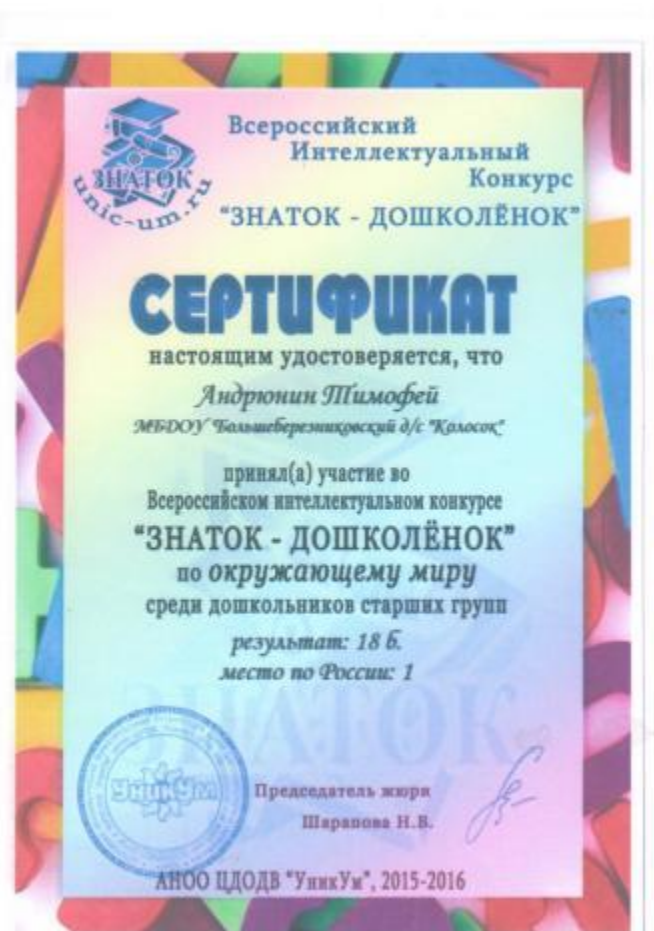 Всероссийский
Интеллектуальный
Конкурс
"ЗНАТОК - ДОШКОЛЁНОК"
ЗНАТОК
unic-um.ru
СЕРТИФИКАТ
настоящим удостоверяется, что
Андрюнин Тимофей
МБДОУ "Большеберезниковский д/с "Колосок"
принял(а) участие во
Всероссийском интеллектуальном конкурсе
"ЗНАТОК - ДОШКОЛЁНОК"
по окружающему миру
среди дошкольников старших групп
результат: 18 б.
место по России: 1
ЗНАТОК
УникУм
Председатель жюри
Шарапова Н.В.
АНОО ЦДОДВ "УникУм", 2015-2016